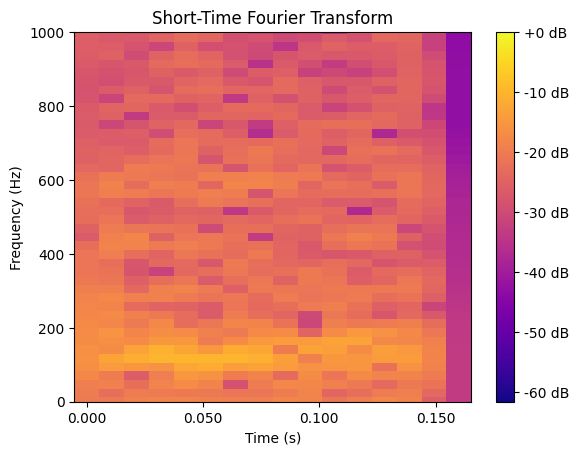 Short-Time Fourier Transform
1000
800
600
400
200
0
Frequency (Hz)
0.000
0.050
0.100
0.150
Time (s)
+0 dB
-10 dB
-20 dB
-30 dB
-40 dB
-50 dB
-60 dB